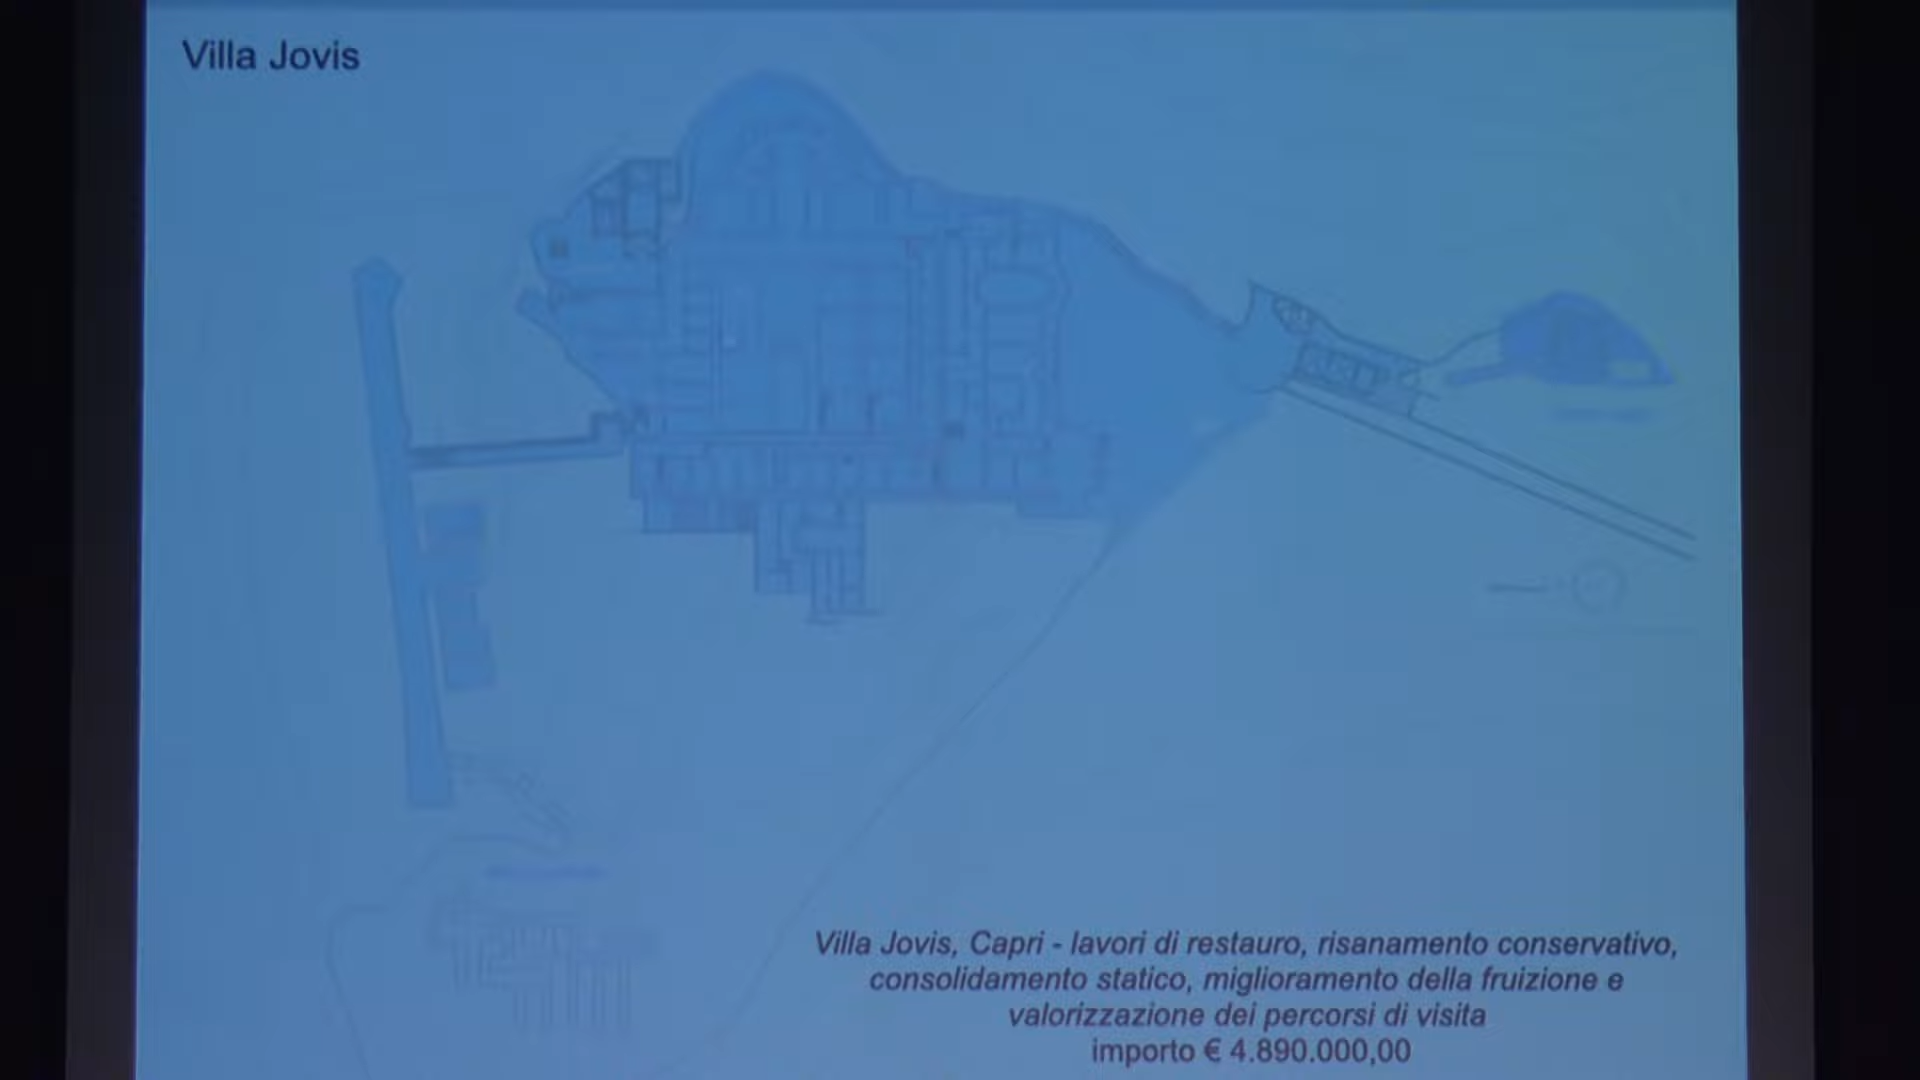 Villa Jovis
Villa Jovis, Capri - lavori di restauro, risanamento conservativo,
consolidamento statico, miglioramento della fruizione e
valorizzazione dei percorsi di visita
importo € 4.890.000,00